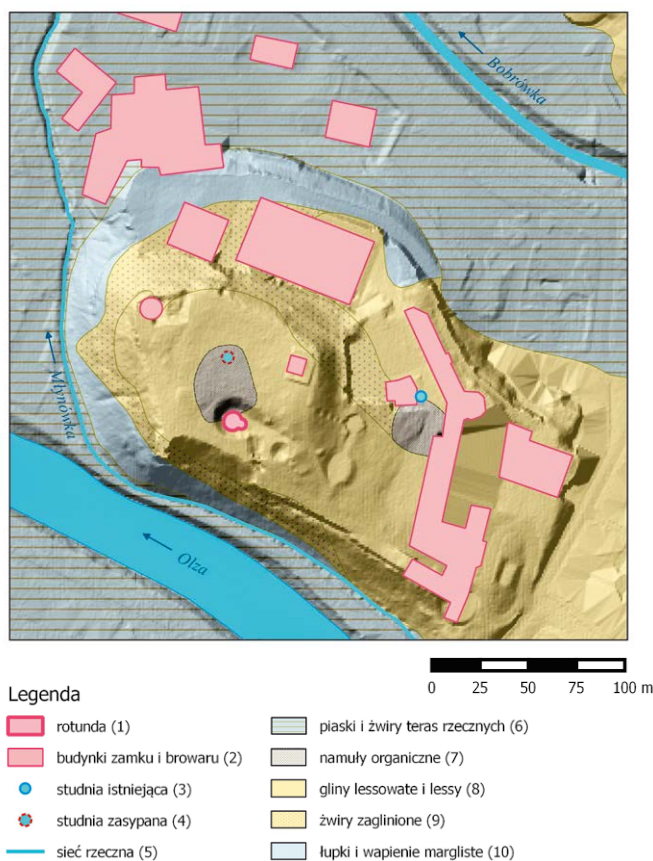 Bobrówka
Młynówka
Olza
0 25 50 75 100 m
Legenda
rotunda (1)
budynki zamku i browaru (2)
studnia istniejąca (3)
studnia zasypana (4)
sieć rzeczna (5)
piaski i żwiry teras rzecznych (6)
namuły organiczne (7)
gliny lessowate i lessy (8)
żwiry zaglinione (9)
łupki i wapienie margliste (10)